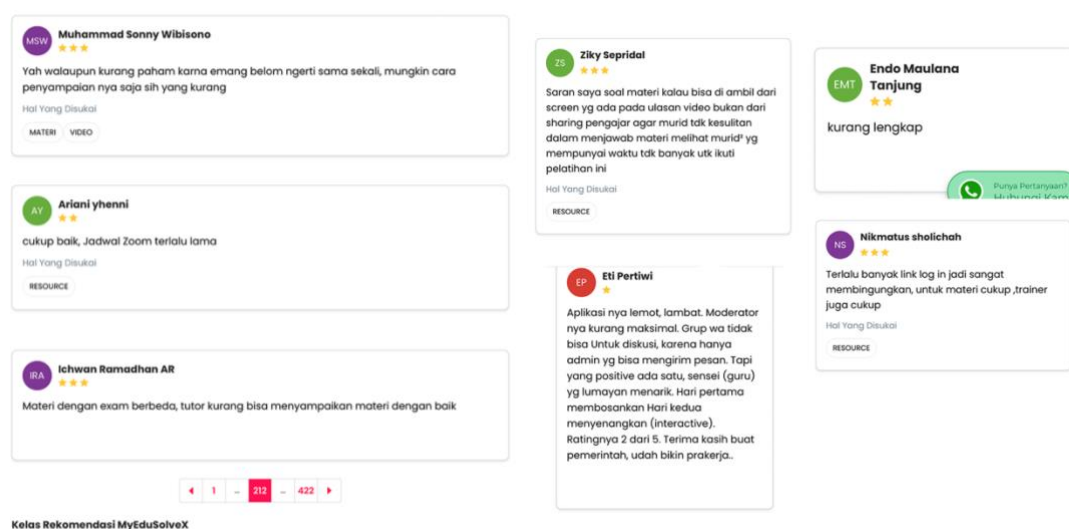 MSW
Muhammad Sonny Wibisono
Yah walaupun kurang paham karna emang belom ngerti sama sekali, mungkin cara
penyampaian nya saja sih yang kurang
Hal Yang Disukai
MATERI VIDEO
AY
Ariani yhenni
cukup baik, Jadwal Zoom terlalu lama
Hal Yang Disukai
RESOURCE
IRA
Ichwan Ramadhan AR
Materi dengan exam berbeda, tutor kurang bisa menyampaikan materi dengan baik
1 ... 212 ... 422
Kelas Rekomendasi MyEduSolveX
ZS
Ziky Sepridal
Saran saya soal materi kalau bisa di ambil dari
screen yg ada pada ulasan video bukan dari
sharing pengajar agar murid tdk kesulitan
dalam menjawab materi melihat murid² yg
mempunyai waktu tdk banyak utk ikuti
pelatihan ini
Hal Yang Disukai
RESOURCE
EP
Eti Pertiwi
Aplikasi nya lemot, lambat. Moderator
nya kurang maksimal. Grup wa tidak
bisa Untuk diskusi, karena hanya
admin yg bisa mengirim pesan. Tapi
yang positive ada satu, sensei (guru)
yg lumayan menarik. Hari pertama
membosankan Hari kedua
menyenangkan (interactive).
Ratingnya 2 dari 5. Terima kasih buat
pemerintah, udah bikin prakerja..
EMT
Endo Maulana
Tanjung
kurang lengkap
Punya Pertanyaan?
Hubungi Kam
NS
Nikmatus sholichah
Terlalu banyak link log in jadi sangat
membingungkan, untuk materi cukup ,trainer
juga cukup
Hal Yang Disukai
RESOURCE